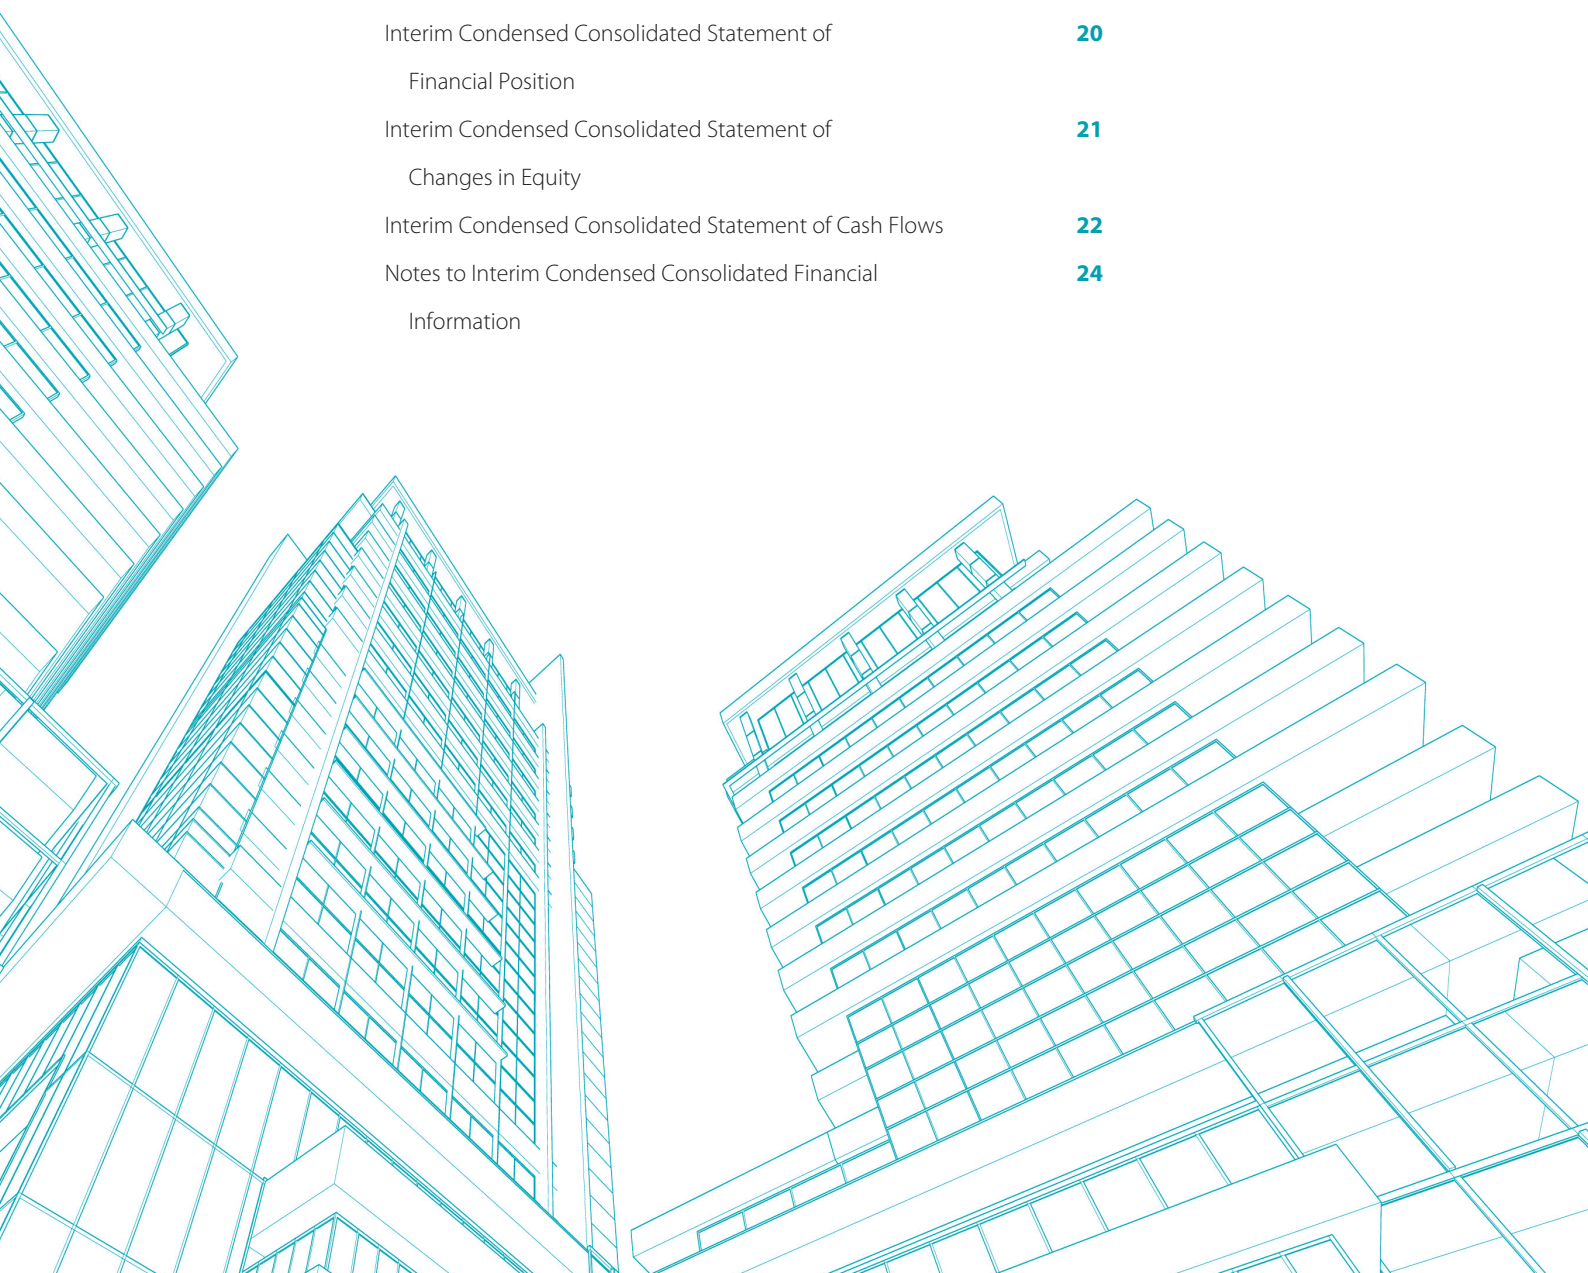 Interim Condensed Consolidated Statement of 20
Financial Position
Interim Condensed Consolidated Statement of 21
Changes in Equity
Interim Condensed Consolidated Statement of Cash Flows 22
Notes to Interim Condensed Consolidated Financial 24
Information